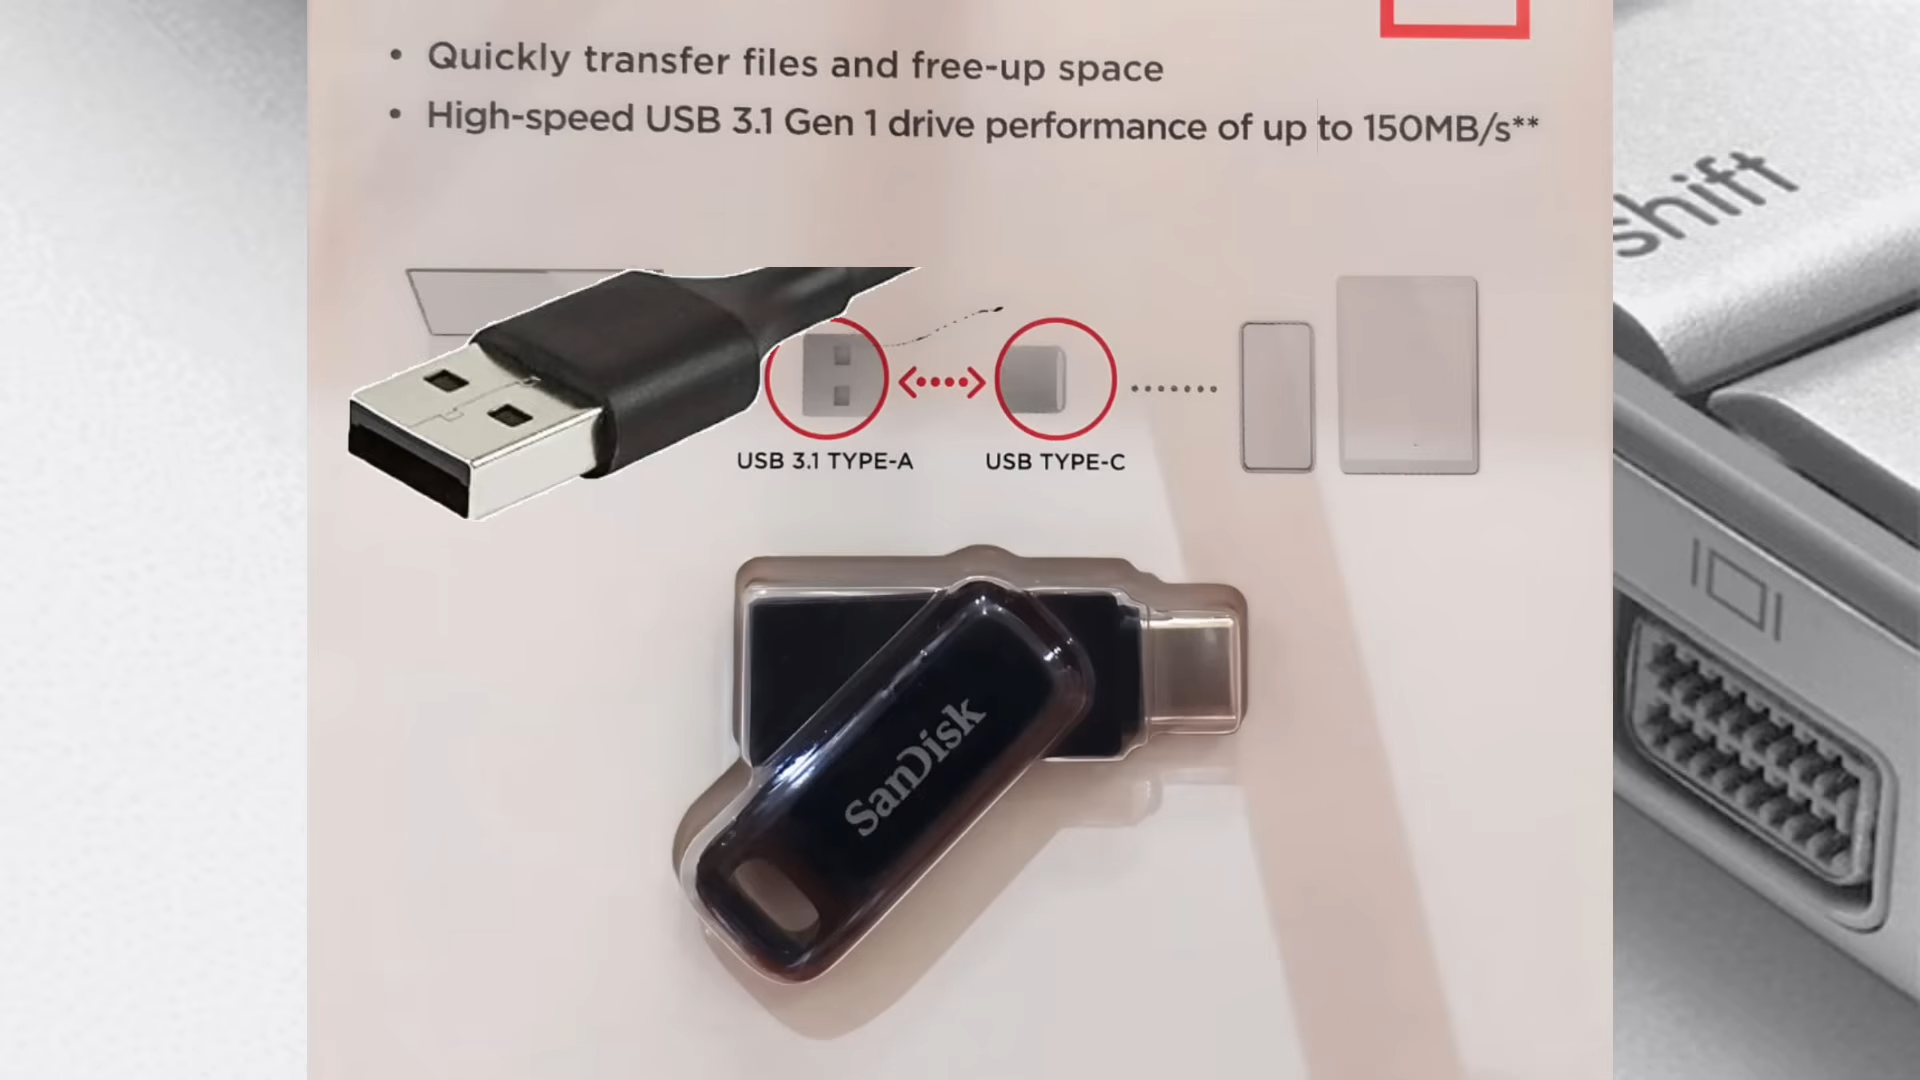 • Quickly transfer files and free-up space
• High-speed USB 3.1 Gen 1 drive performance of up to 150MB/s**
shift
USB 3.1 TYPE-A
USB TYPE-C
SanDisk